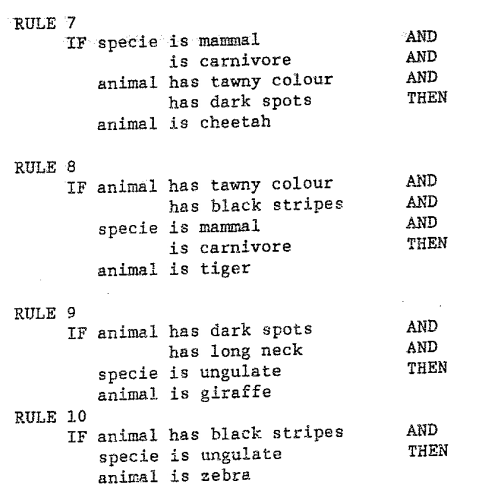 RULE 7
IF specie is mammal AND
is carnivore AND
animal has tawny colour AND
has dark spots THEN
animal is cheetah
RULE 8
IF animal has tawny colour AND
has black stripes AND
specie is mammal AND
is carnivore THEN
animal is tiger
RULE 9
IF animal has dark spots AND
has long neck AND
specie is ungulate THEN
animal is giraffe
RULE 10
IF animal has black stripes AND
specie is ungulate THEN
animal is zebra